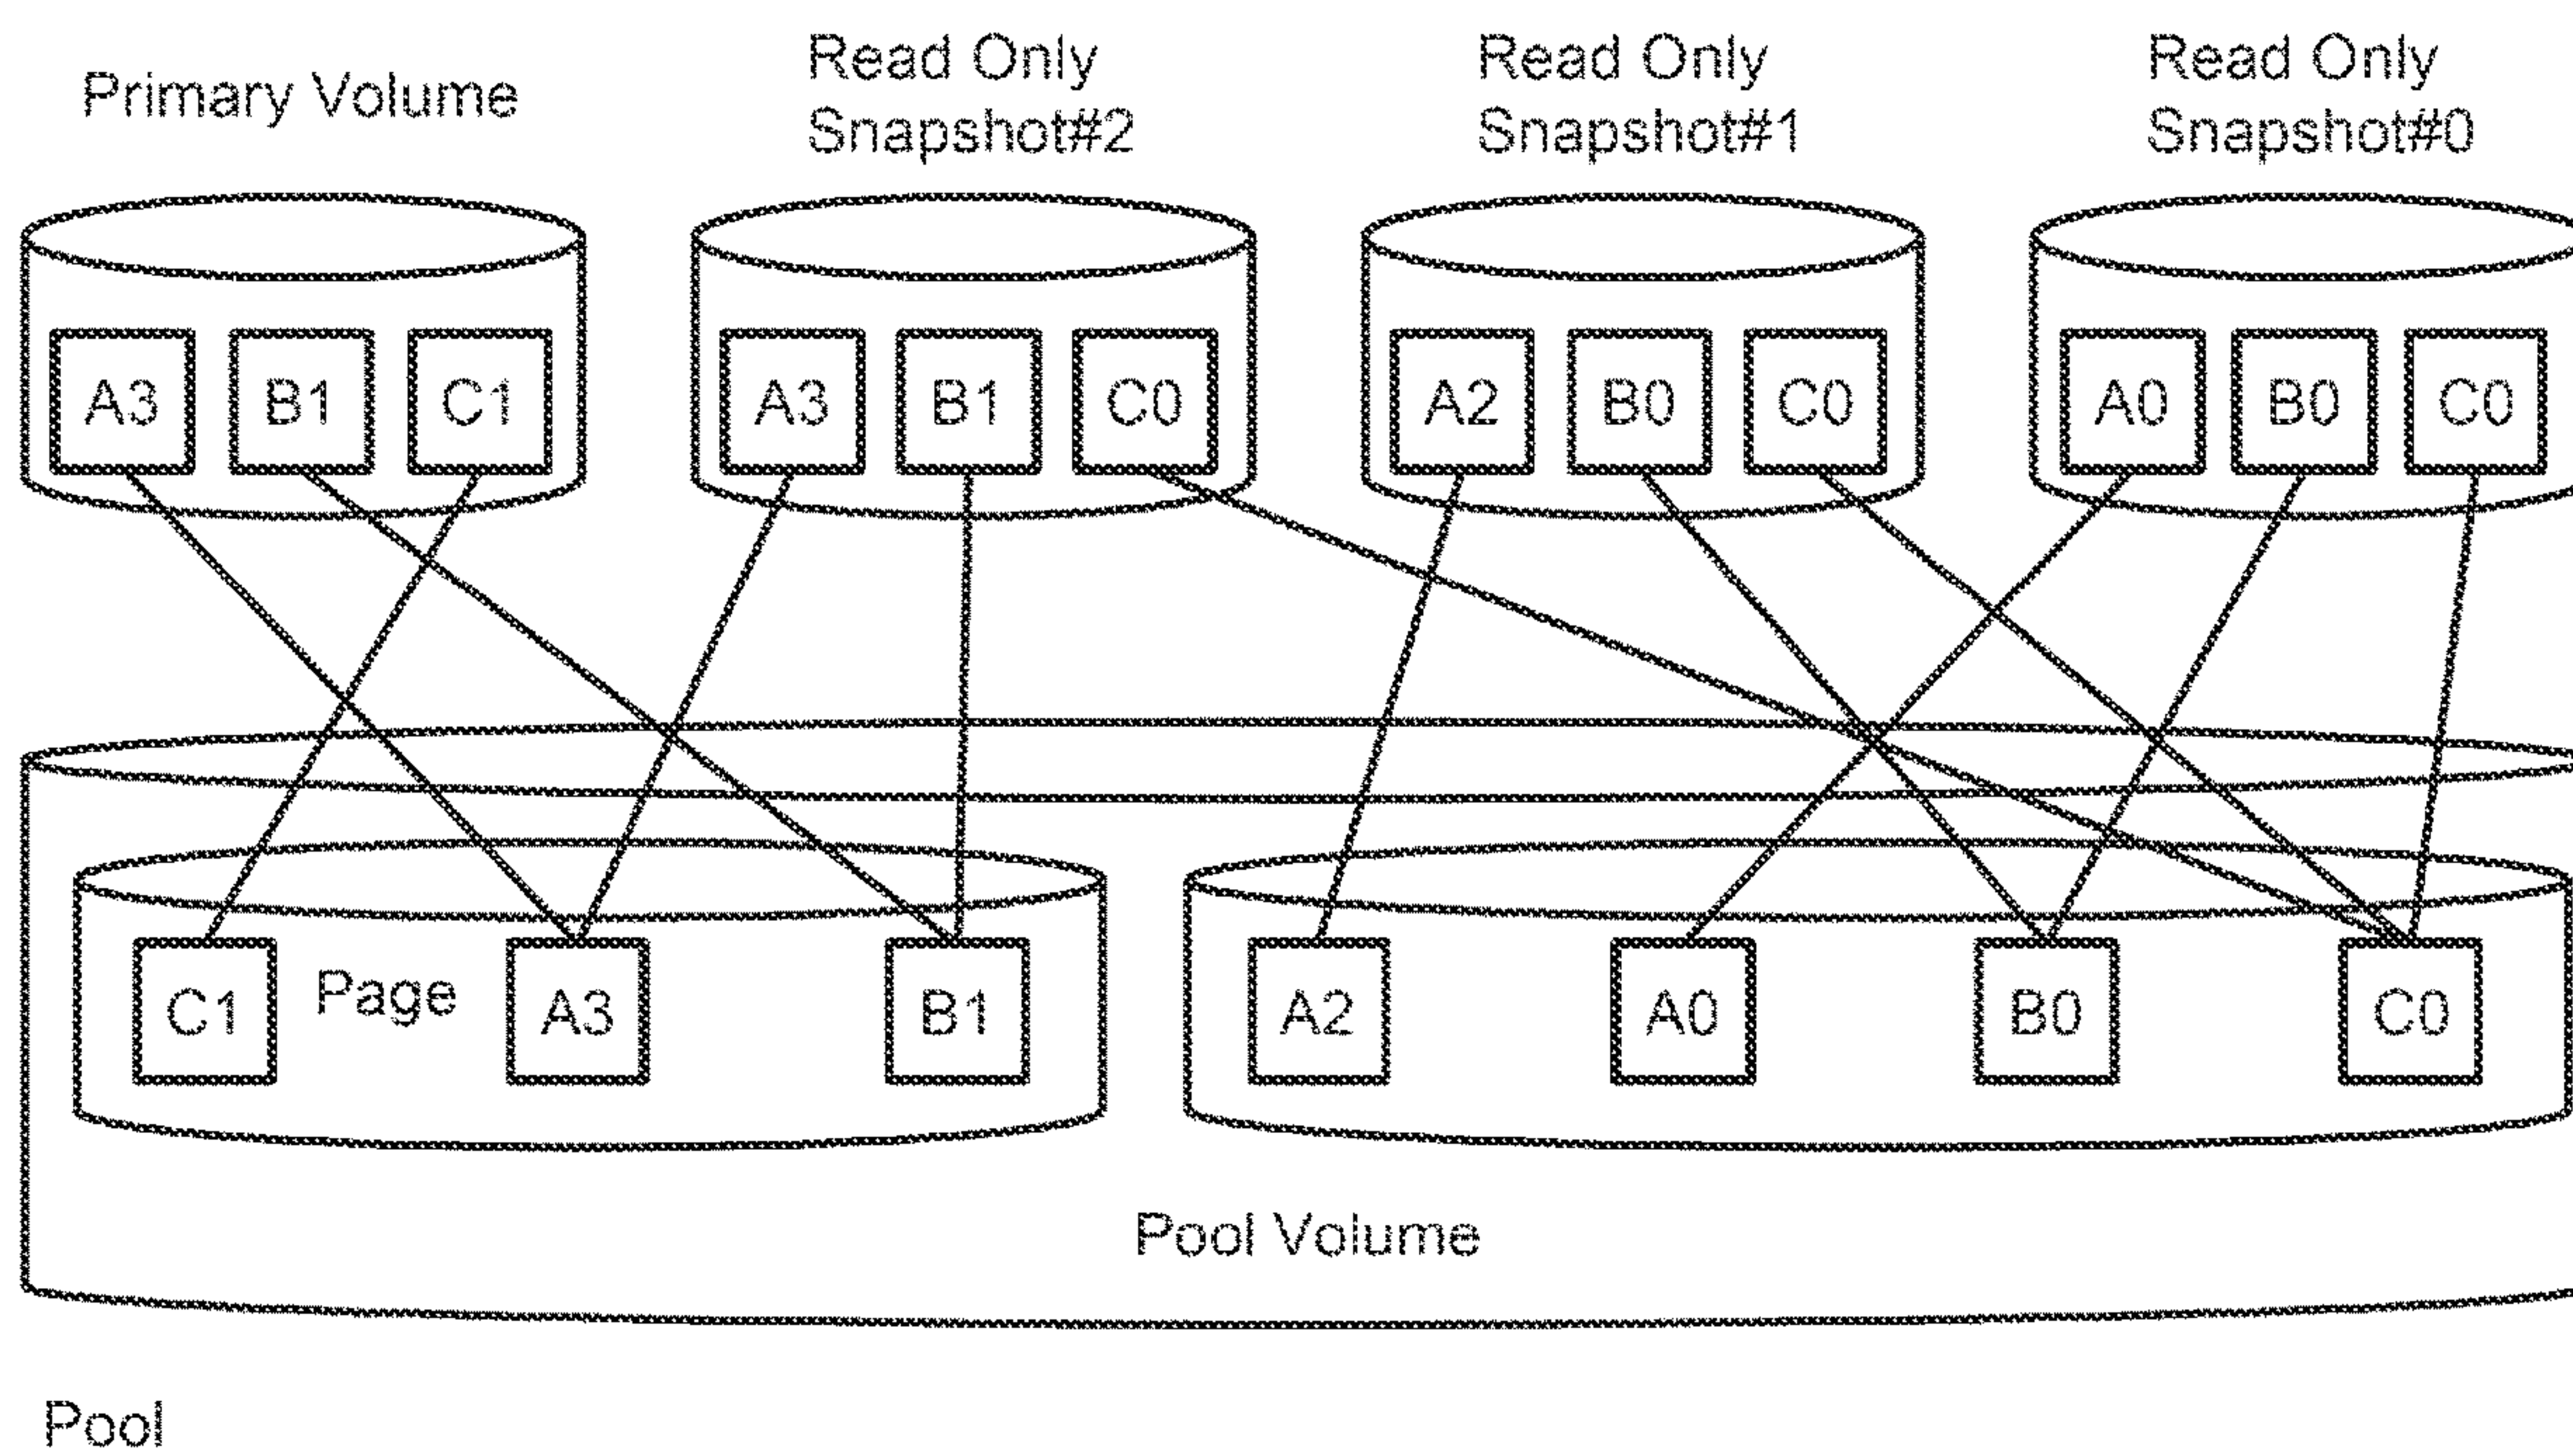 Primary Volume
Read Only
Snapshot#2
Read Only
Snapshot#1
Read Only
Snapshot#0
A3 B1 C1
A3 B1 C0
A2 B0 C0
A0 B0 C0
C1 Page A3 B1
A2 A0 B0 C0
Pool Volume
Pool